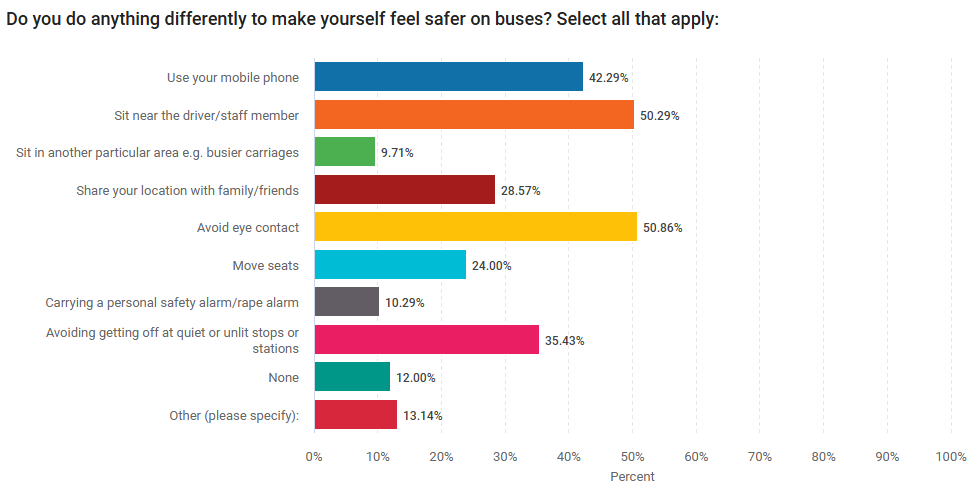 Do you do anything differently to make yourself feel safer on buses? Select all that apply:
Use your mobile phone
42.29%
Sit near the driver/staff member
50.29%
Sit in another particular area e.g. busier carriages
9.71%
Share your location with family/friends
28.57%
Avoid eye contact
50.86%
Move seats
24.00%
Carrying a personal safety alarm/rape alarm
10.29%
Avoiding getting off at quiet or unlit stops or
stations
35.43%
None
12.00%
Other (please specify):
13.14%
0% 10% 20% 30% 40% 50% 60% 70% 80% 90% 100%
Percent